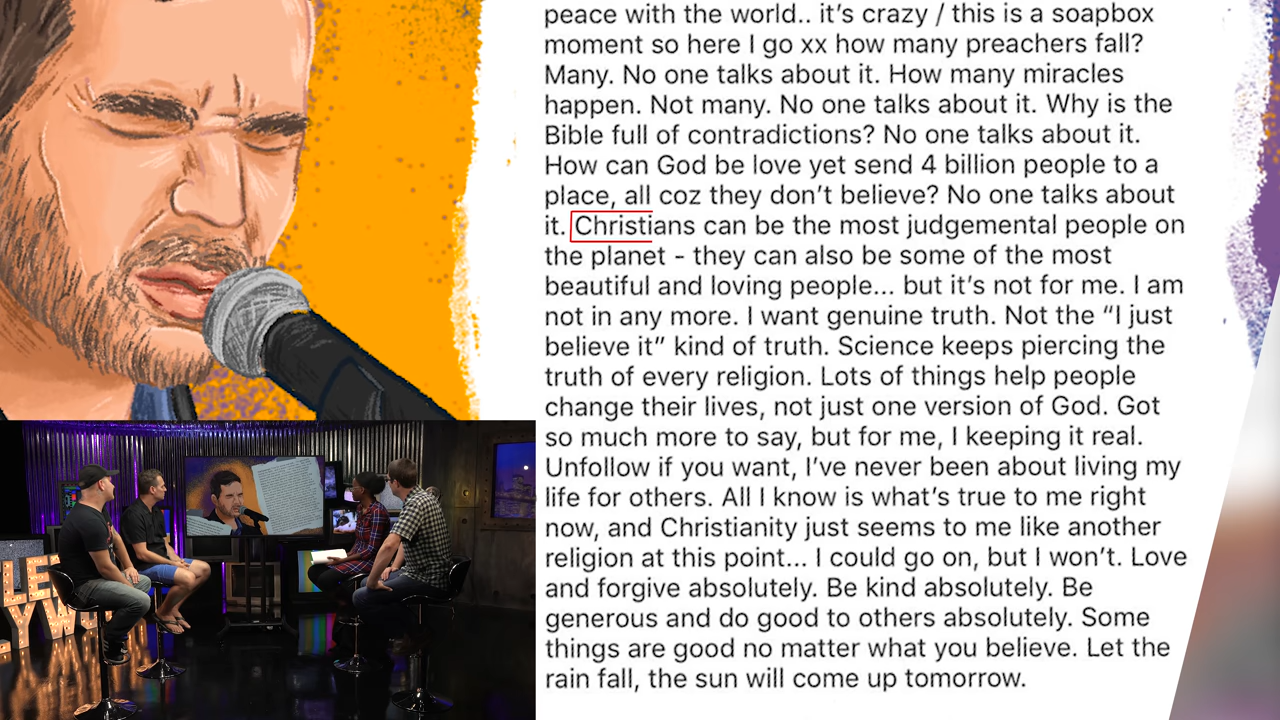 peace with the world.. it’s crazy / this is a soapbox
moment so here I go xx how many preachers fall?
Many. No one talks about it. How many miracles
happen. Not many. No one talks about it. Why is the
Bible full of contradictions? No one talks about it.
How can God be love yet send 4 billion people to a
place, all coz they don’t believe? No one talks about
it. Christians can be the most judgemental people on
the planet - they can also be some of the most
beautiful and loving people... but it’s not for me. I am
not in any more. I want genuine truth. Not the “I just
believe it” kind of truth. Science keeps piercing the
truth of every religion. Lots of things help people
change their lives, not just one version of God. Got
so much more to say, but for me, I keeping it real.
Unfollow if you want, I’ve never been about living my
life for others. All I know is what’s true to me right
now, and Christianity just seems to me like another
religion at this point... I could go on, but I won’t. Love
and forgive absolutely. Be kind absolutely. Be
generous and do good to others absolutely. Some
things are good no matter what you believe. Let the
rain fall, the sun will come up tomorrow.